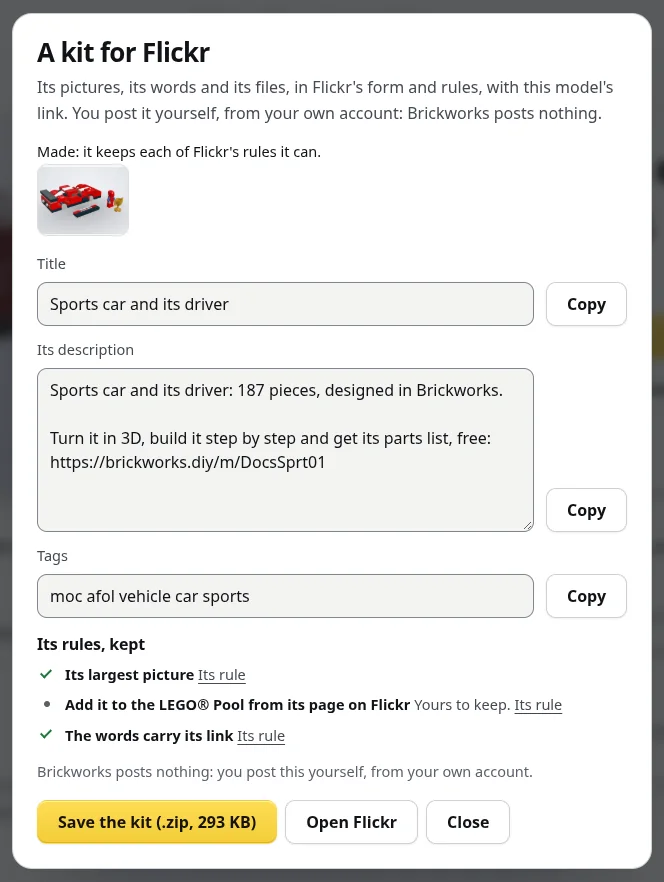 A kit for Flickr
Its pictures, its words and its files, in Flickr's form and rules, with this model's
link. You post it yourself, from your own account: Brickworks posts nothing.
Made: it keeps each of Flickr's rules it can.
Title
Sports car and its driver
Copy
Its description
Sports car and its driver: 187 pieces, designed in Brickworks.
Turn it in 3D, build it step by step and get its parts list, free:
https://brickworks.diy/m/DocsSprt01
Copy
Tags
moc afol vehicle car sports
Copy
Its rules, kept
Its largest picture Its rule
Add it to the LEGO® Pool from its page on Flickr Yours to keep. Its rule
The words carry its link Its rule
Brickworks posts nothing: you post this yourself, from your own account.
Save the kit (.zip, 293 KB)
Open Flickr
Close